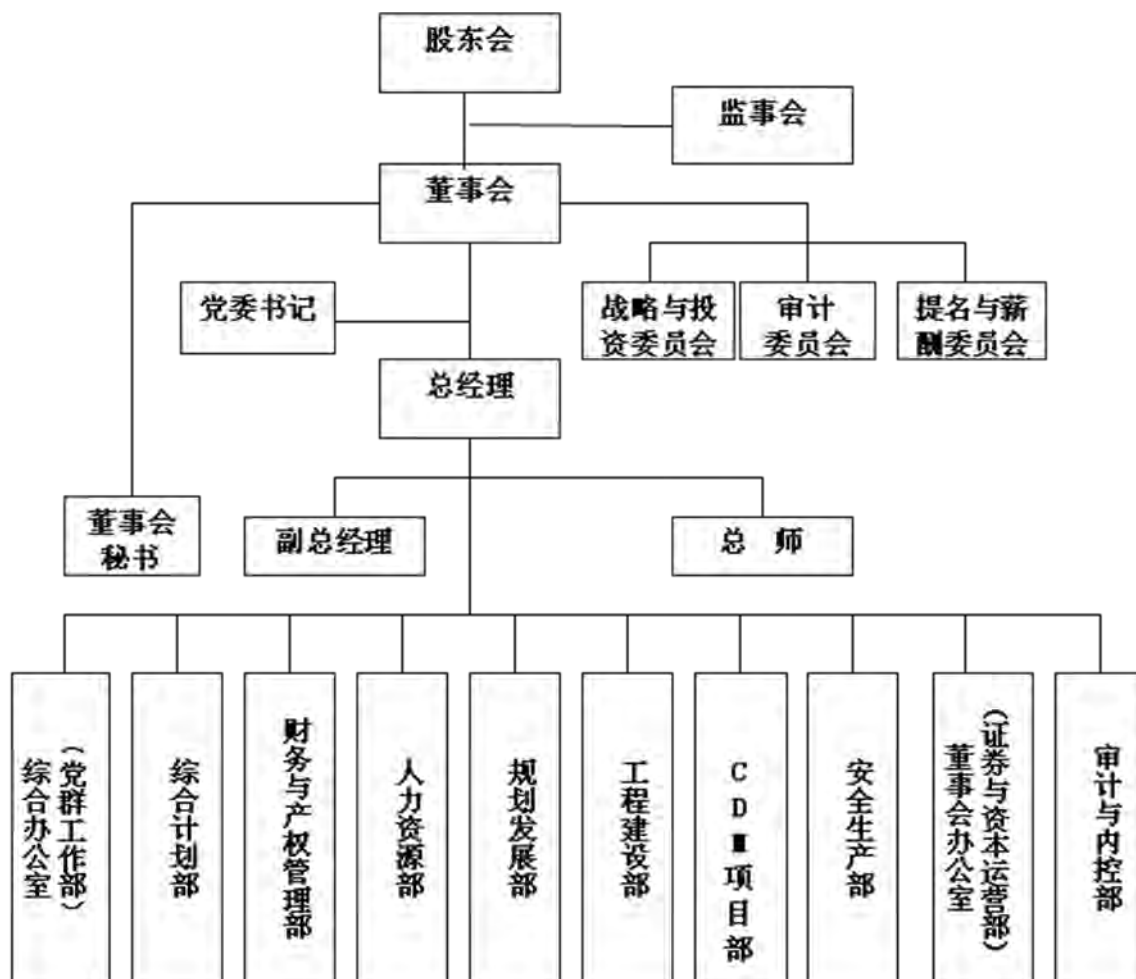 股东会
监事会
董事会
党委书记
战略与投
资委员会
审计
委员会
提名与薪
酬委员会
总经理
董事会
秘书
副总经理
总 师
综合办公室
（党群工作部）
综合计划部
财务与产权管理部
人力资源部
规划发展部
工程建设部
CDM项目部
安全生产部
董事会办公室
（证券与资本运营部）
审计与内控部